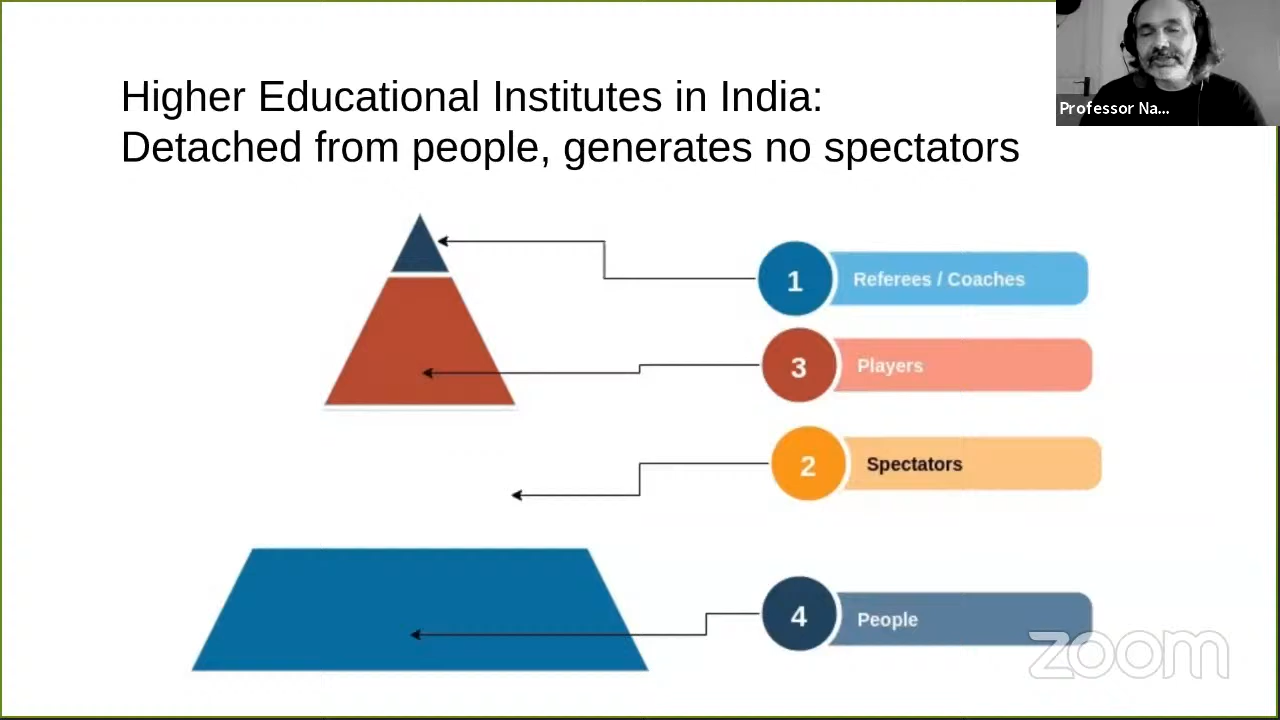 Higher Educational Institutes in India:
Detached from people, generates no spectators
Professor Na...
1
Referees / Coaches
3
Players
2
Spectators
4
People
zoom